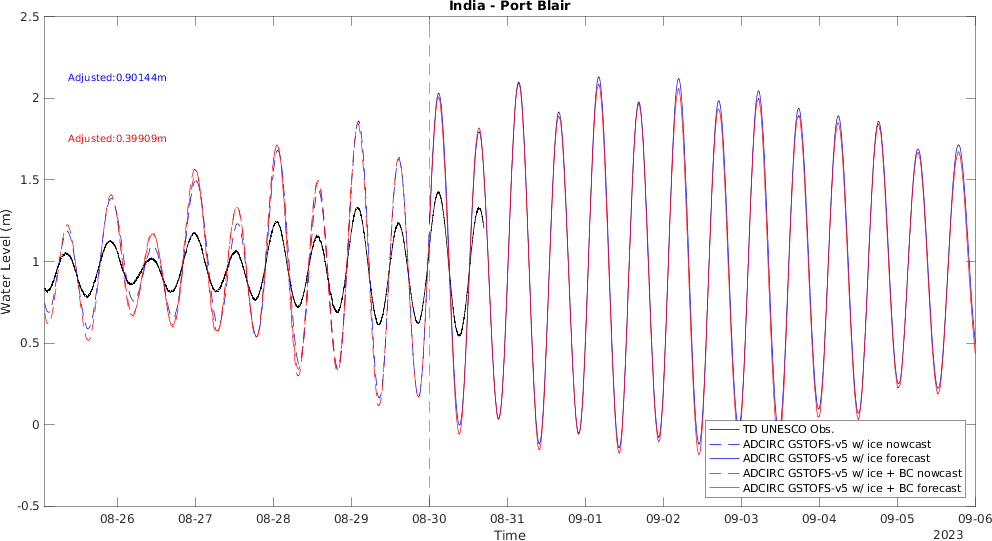 India - Port Blair
2.5
2
1.5
1
0.5
0
-0.5
Water Level (m)
Adjusted:0.90144m
Adjusted:0.39909m
TD UNESCO Obs.
ADCIRC GSTOFS-v5 w/ ice nowcast
ADCIRC GSTOFS-v5 w/ ice forecast
ADCIRC GSTOFS-v5 w/ ice + BC nowcast
ADCIRC GSTOFS-v5 w/ ice + BC forecast
08-26 08-27 08-28 08-29 08-30 08-31 09-01 09-02 09-03 09-04 09-05 09-06
Time
2023